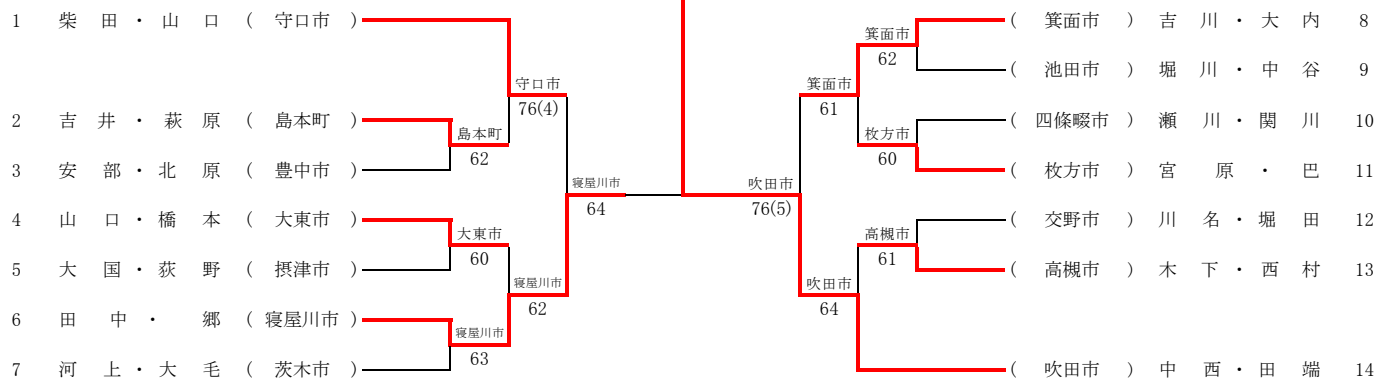 1 柴田・山口 (守口市)
2 吉井・萩原 (島本町)
3 安部・北原 (豊中市)
4 山口・橋本 (大東市)
5 大国・荻野 (摂津市)
6 田中・郷 (寝屋川市)
7 河上・大毛 (茨木市)
島本町
62
大東市
60
寝屋川市
63
守口市
76(4)
寝屋川市
62
寝屋川市
64
吹田市
76(5)
箕面市
61
吹田市
64
箕面市
62
枚方市
60
高槻市
61
(箕面市) 吉川・大内 8
(池田市) 堀川・中谷 9
(四條畷市) 瀬川・関川 10
(枚方市) 宮原・巴 11
(交野市) 川名・堀田 12
(高槻市) 木下・西村 13
(吹田市) 中西・田端 14